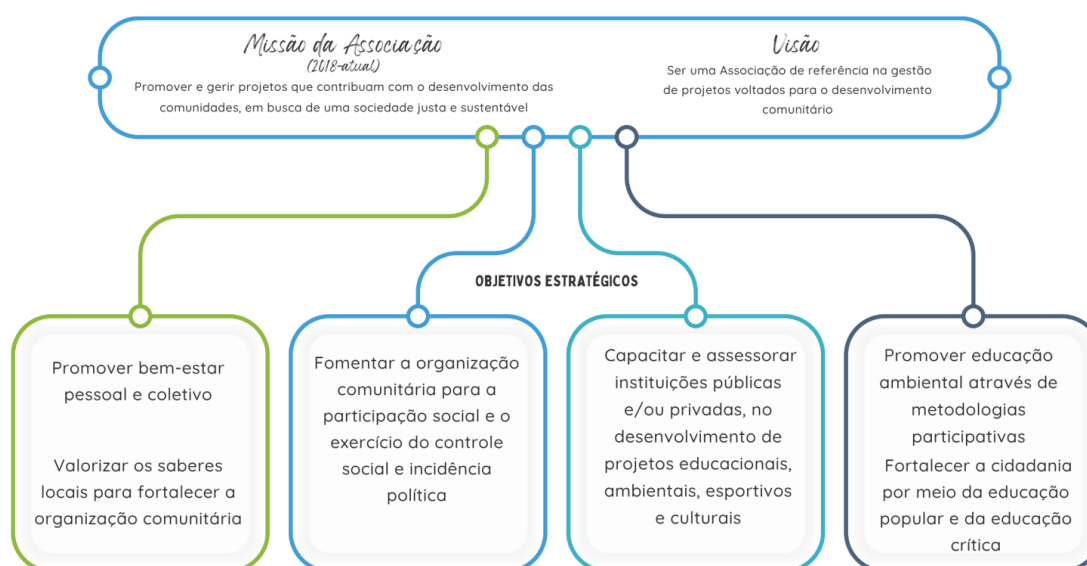 Missão da Associação
(2018-atual)
Promover e gerir projetos que contribuam com o desenvolvimento das
comunidades, em busca de uma sociedade justa e sustentável
Visão
Ser uma Associação de referência na gestão
de projetos voltados para o desenvolvimento
comunitário
OBJETIVOS ESTRATÉGICOS
Promover bem-estar
pessoal e coletivo
Valorizar os saberes
locais para fortalecer a
organização comunitária
Fomentar a organização
comunitária para a
participação social e o
exercício do controle
social e incidência
política
Capacitar e assessorar
instituições públicas
e/ou privadas, no
desenvolvimento de
projetos educacionais,
ambientais, esportivos
e culturais
Promover educação
ambiental através de
metodologias
participativas
Fortalecer a cidadania
por meio da educação
popular e da educação
crítica